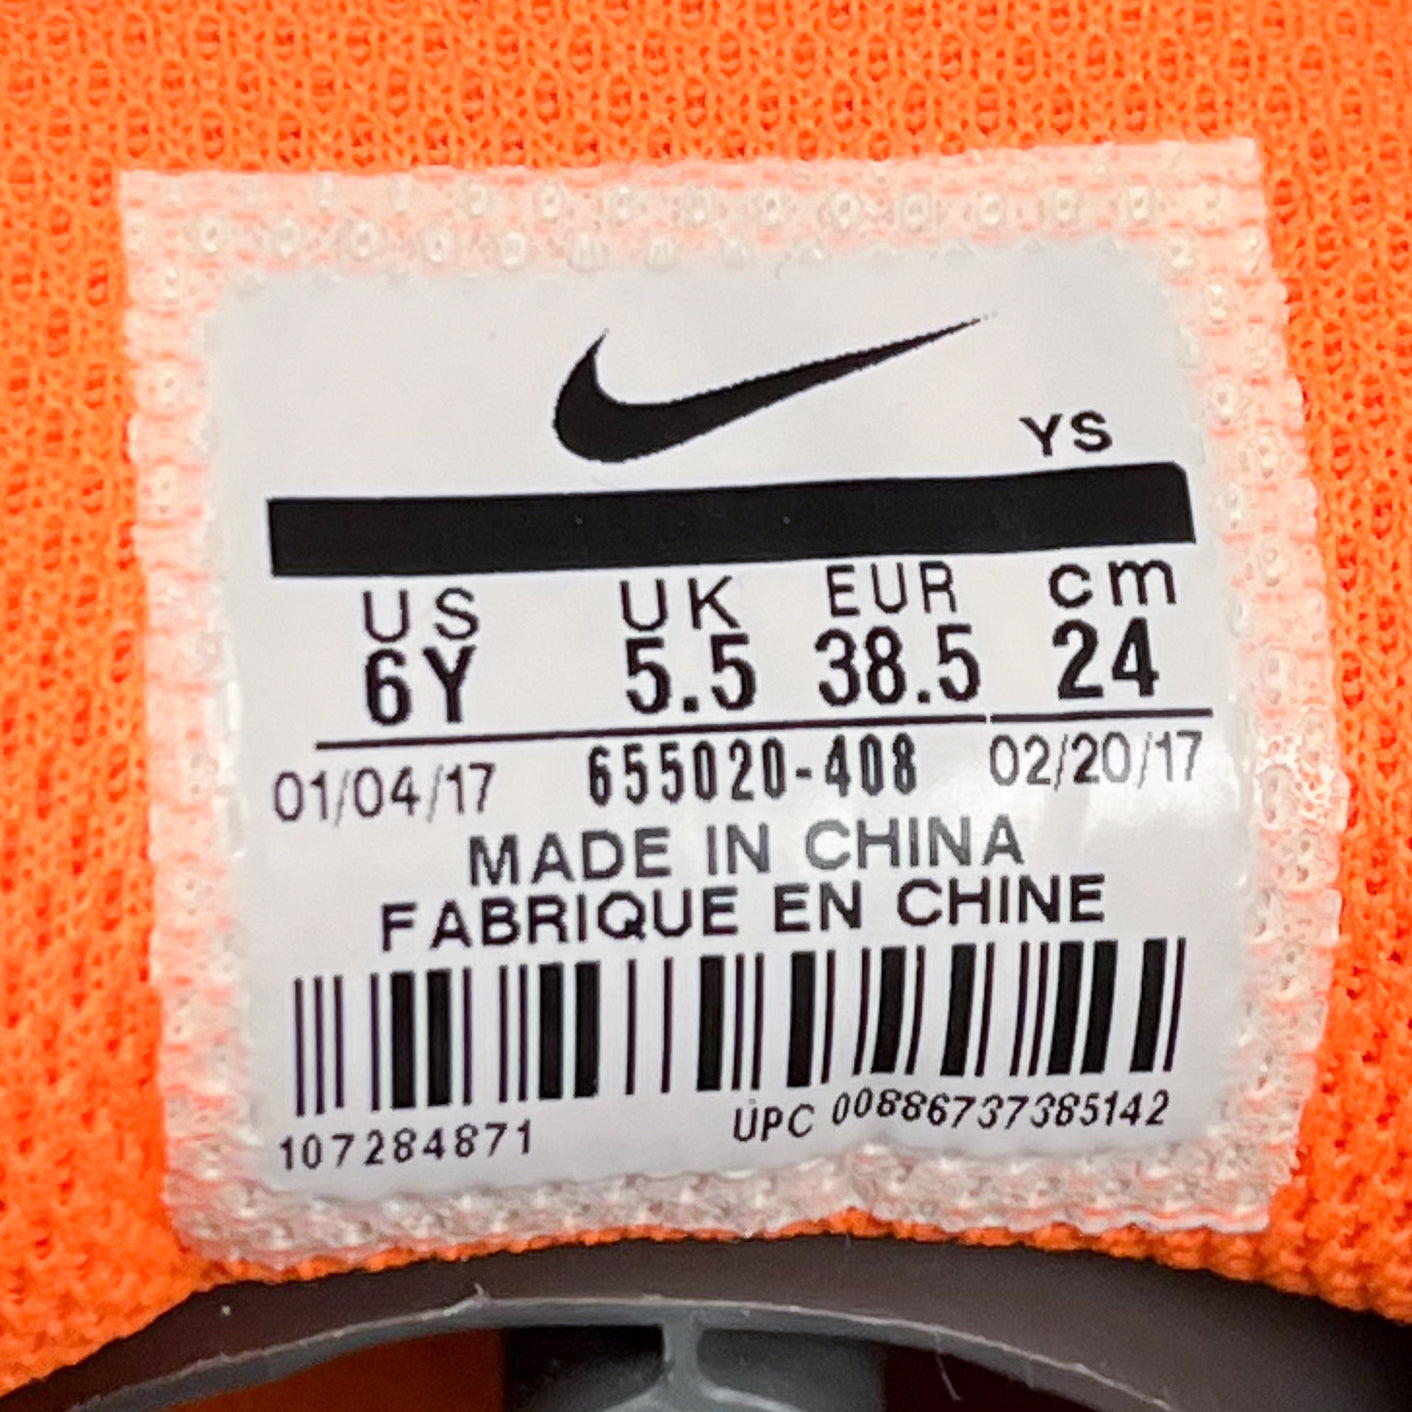 YS
US UK EUR cm
6Y 5.5 38.5 24
01/04/17 655020-408 02/20/17
MADE IN CHINA
FABRIQUE EN CHINE
107284871 UPC 00886737385142